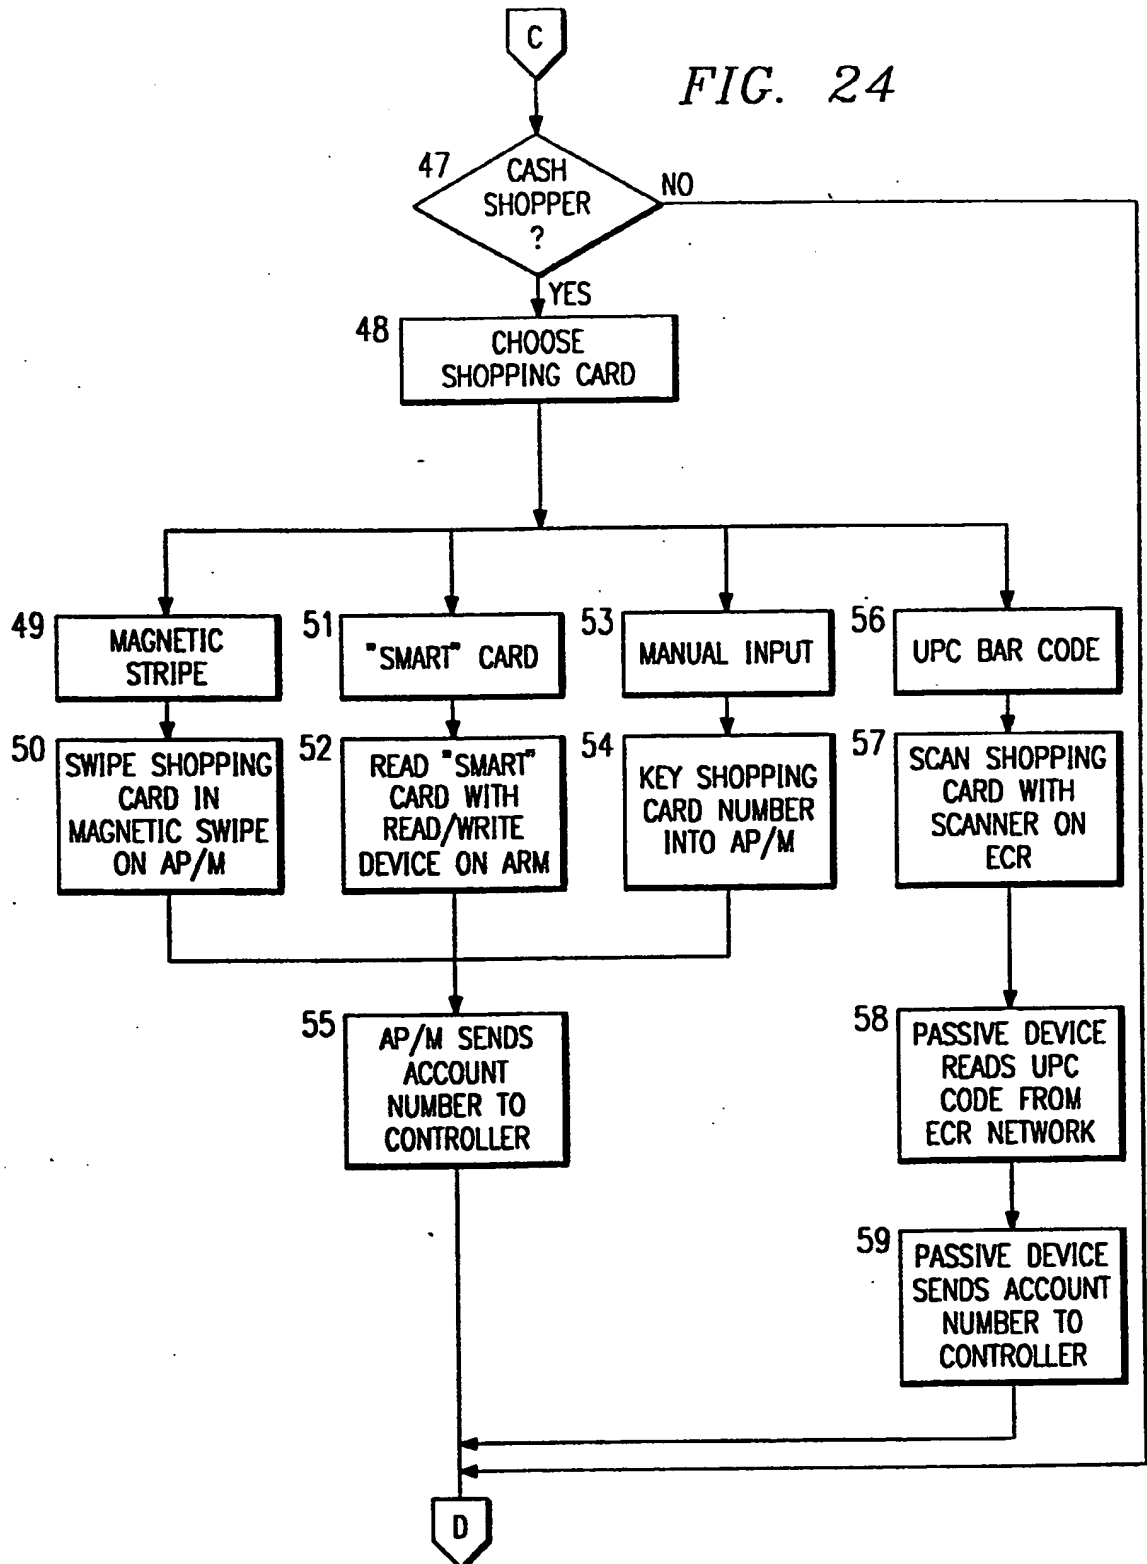 C
FIG. 24
47
CASH
SHOPPER
?
NO
YES
48
CHOOSE
SHOPPING CARD
49
MAGNETIC
STRIPE
51
"SMART" CARD
53
MANUAL INPUT
56
UPC BAR CODE
50
SWIPE SHOPPING
CARD IN
MAGNETIC SWIPE
ON AP/M
52
READ "SMART"
CARD WITH
READ/WRITE
DEVICE ON ARM
54
KEY SHOPPING
CARD NUMBER
INTO AP/M
57
SCAN SHOPPING
CARD WITH
SCANNER ON
ECR
55
AP/M SENDS
ACCOUNT
NUMBER TO
CONTROLLER
58
PASSIVE DEVICE
READS UPC
CODE FROM
ECR NETWORK
59
PASSIVE DEVICE
SENDS ACCOUNT
NUMBER TO
CONTROLLER
D